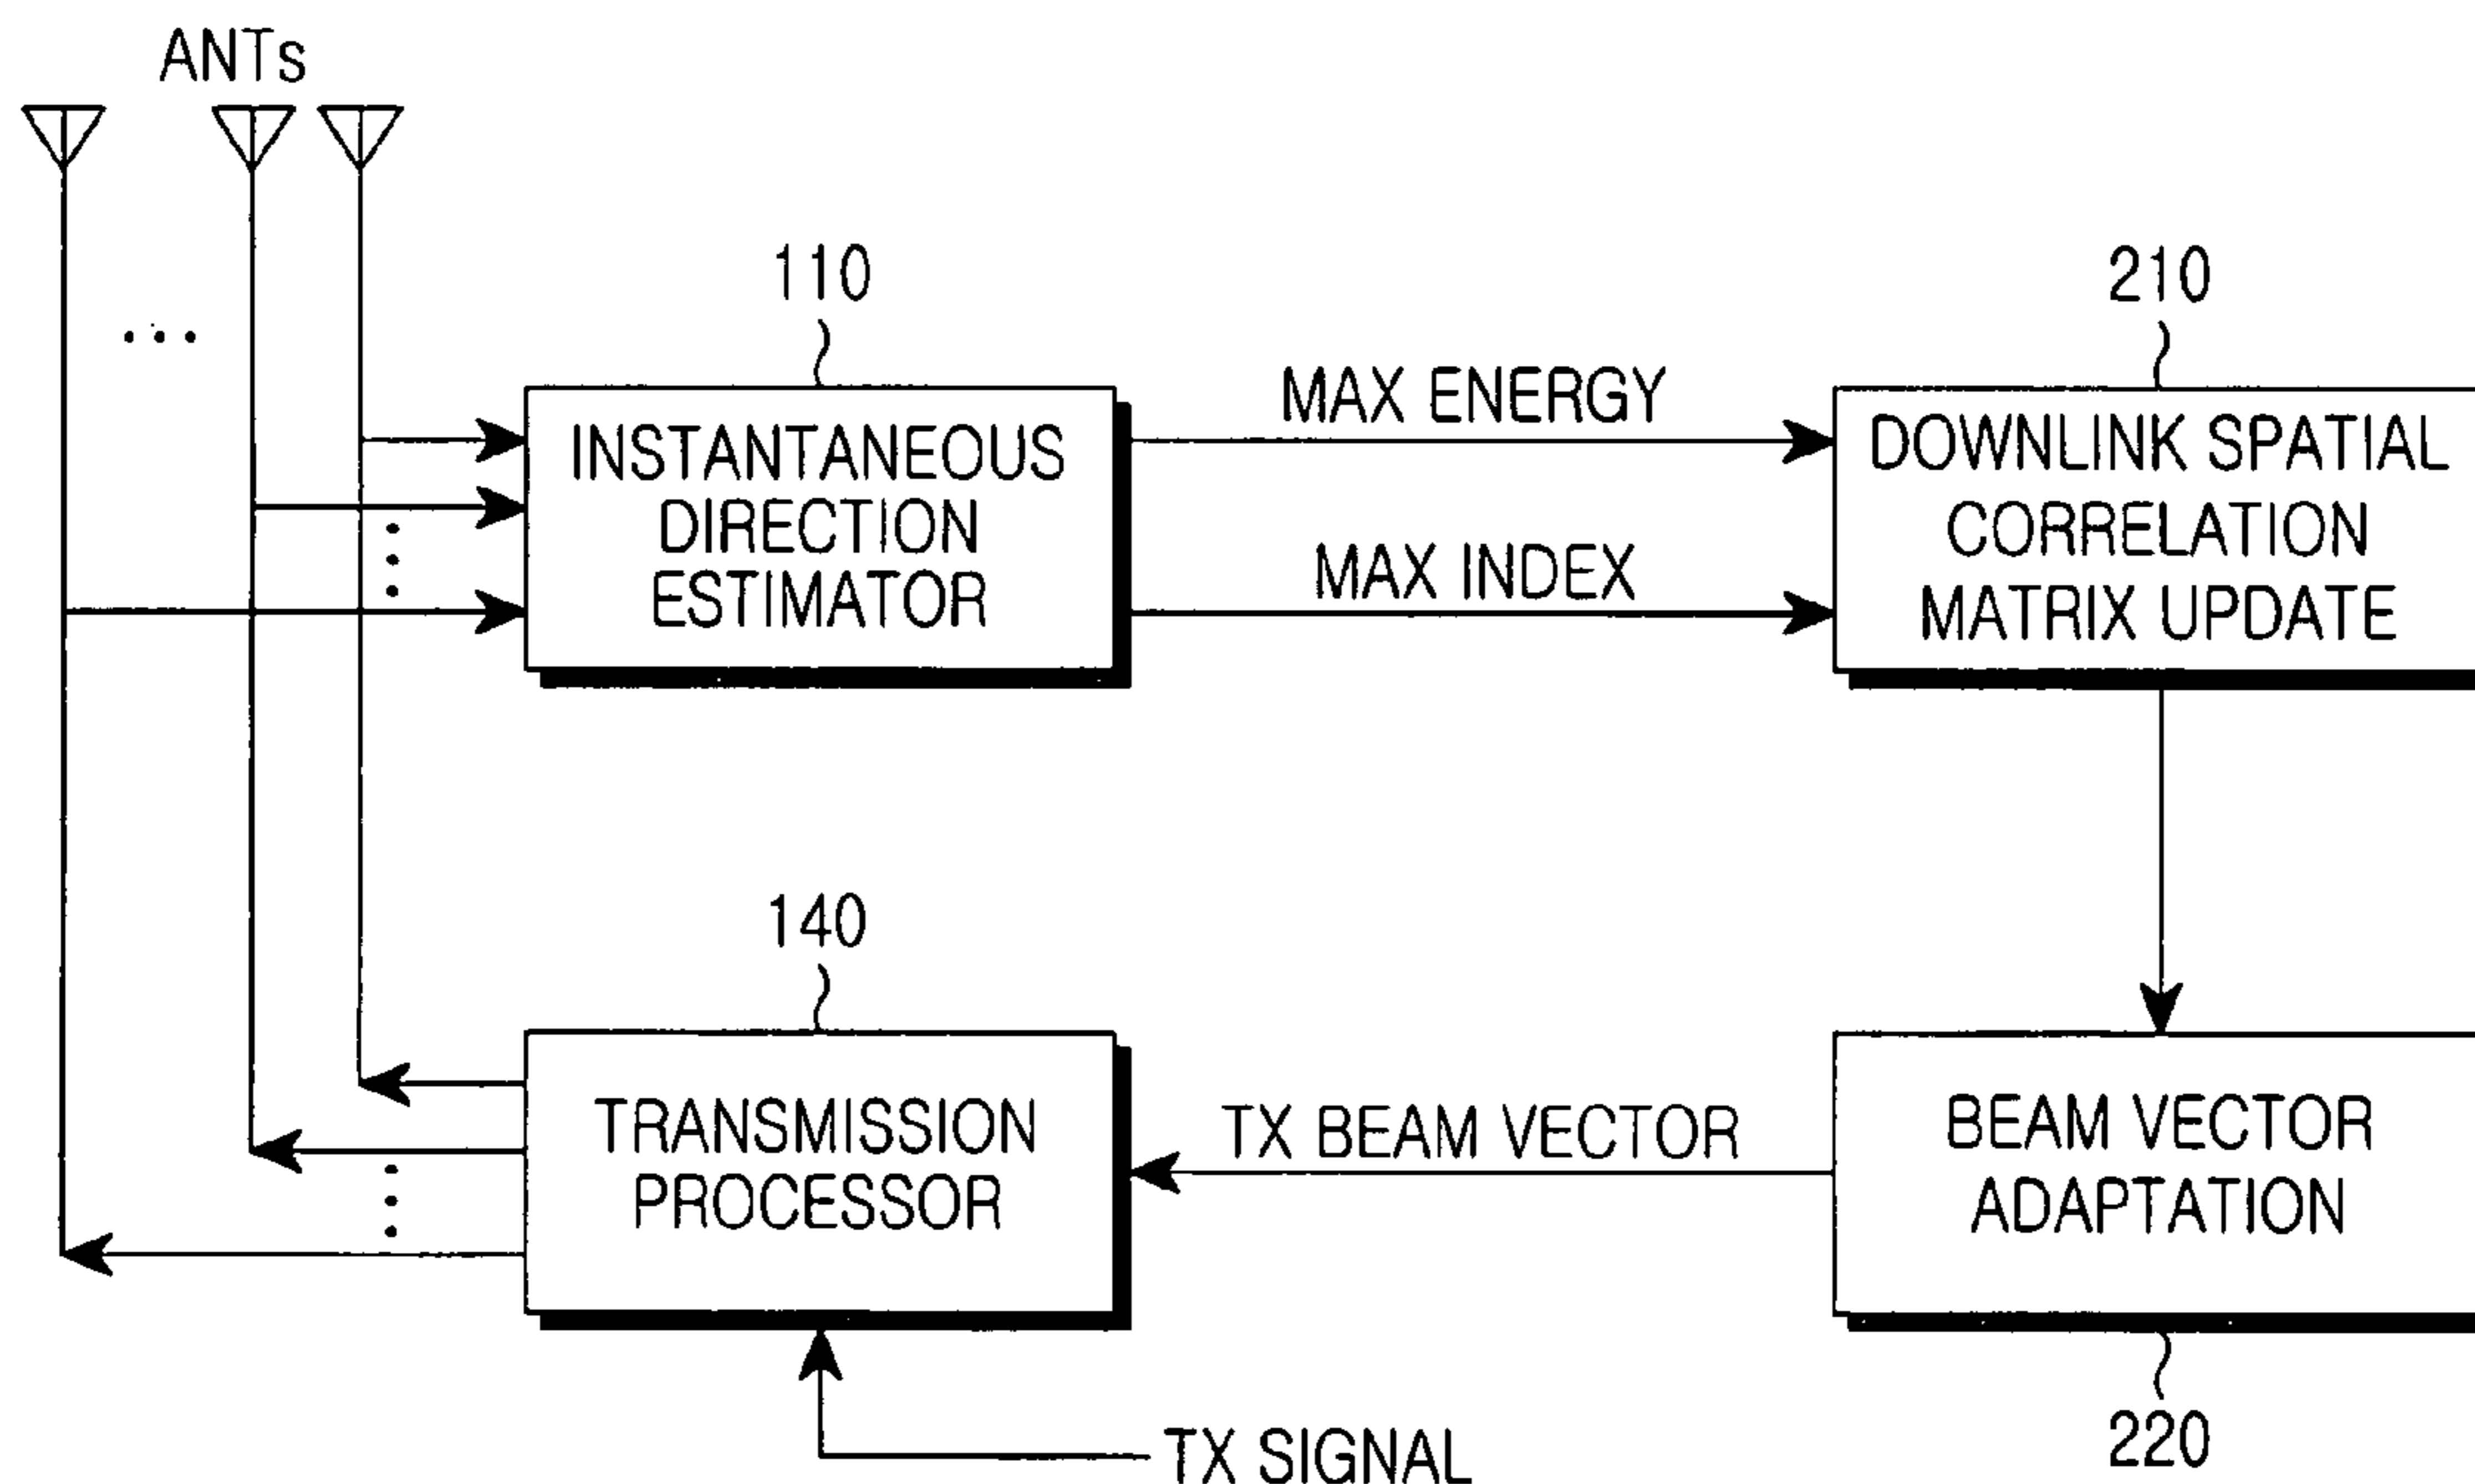 ANTs
110
210
MAX ENERGY
INSTANTANEOUS
DIRECTION
ESTIMATOR
MAX INDEX
DOWNLINK SPATIAL
CORRELATION
MATRIX UPDATE
140
TRANSMISSION
PROCESSOR
TX BEAM VECTOR
BEAM VECTOR
ADAPTATION
TX SIGNAL
220